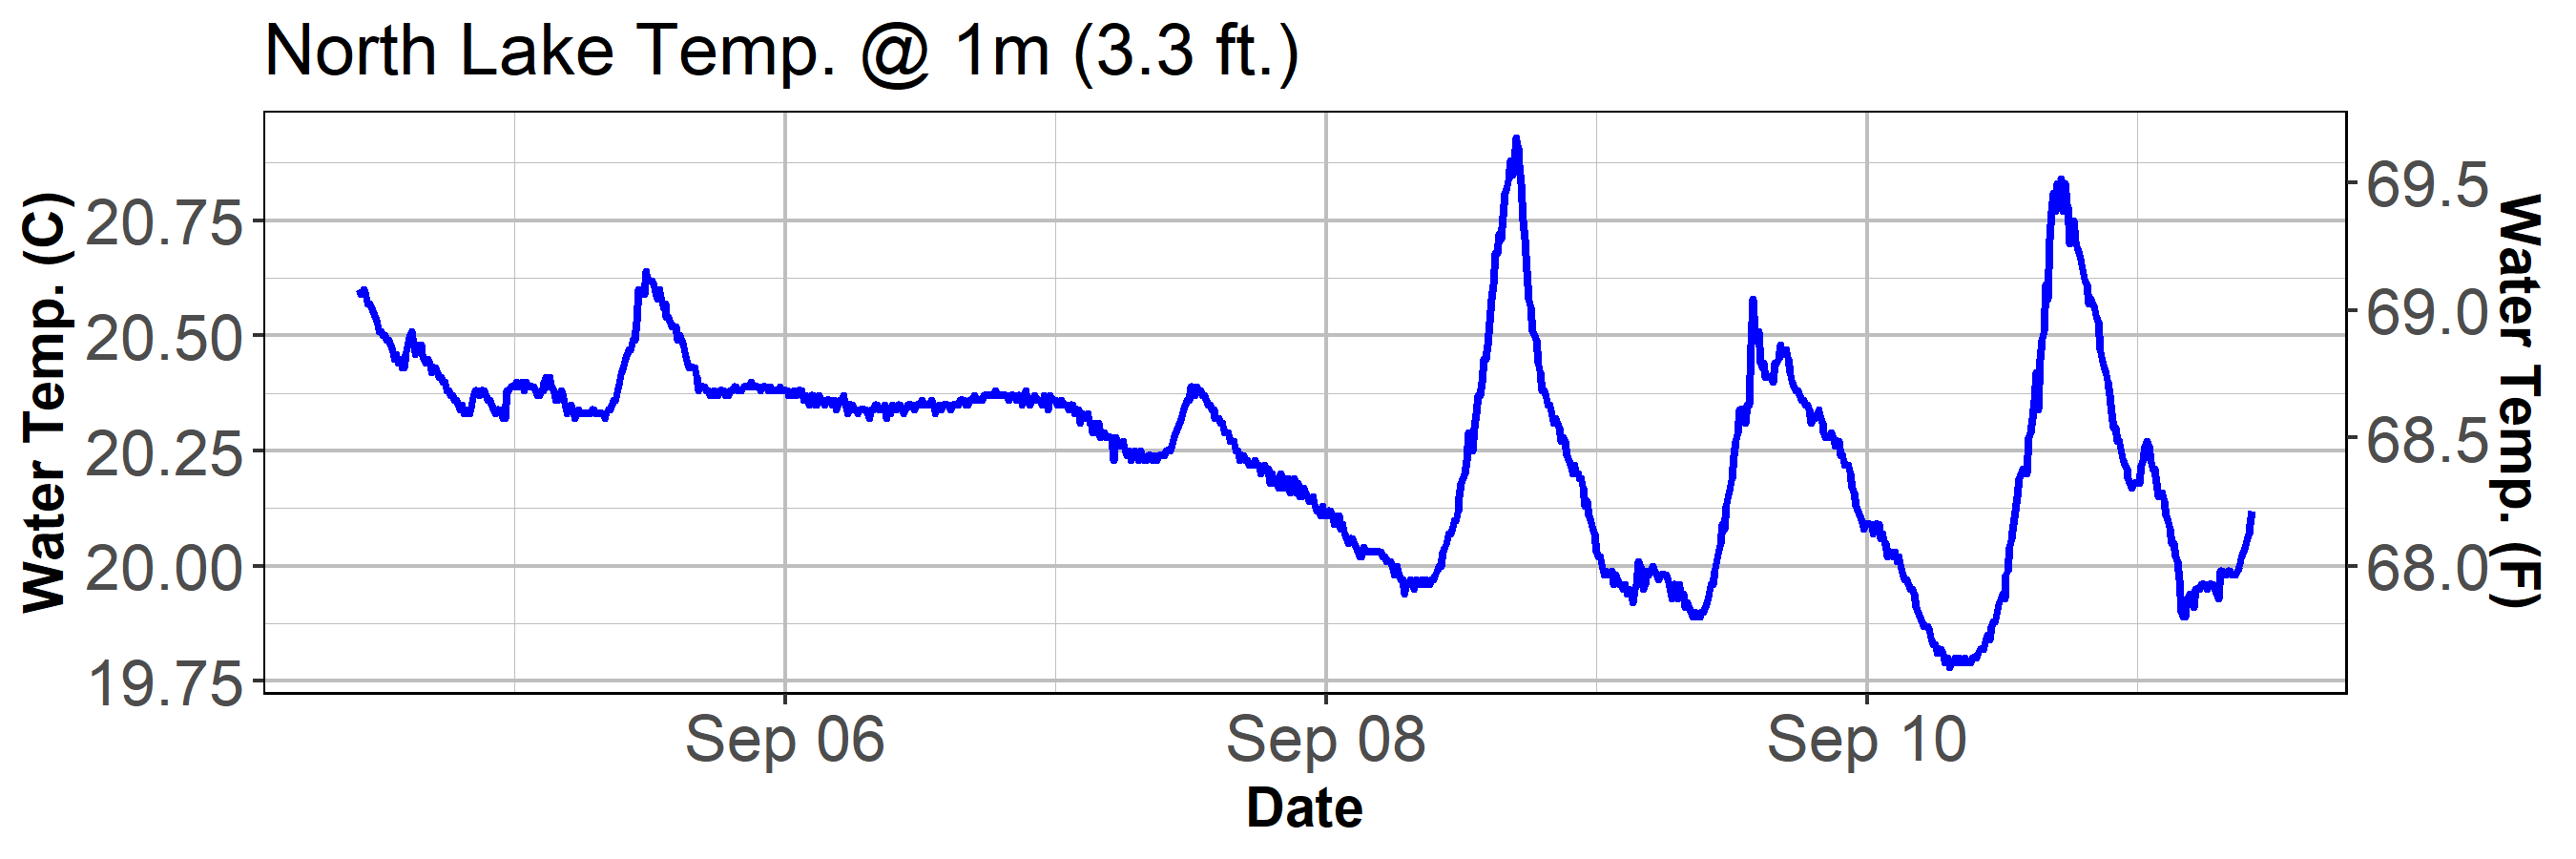 North Lake Temp. @ 1m (3.3 ft.)
Water Temp. (C)
20.75
20.50
20.25
20.00
19.75
69.5
69.0
68.5
68.0
Water Temp. (F)
Sep 06
Sep 08
Sep 10
Date